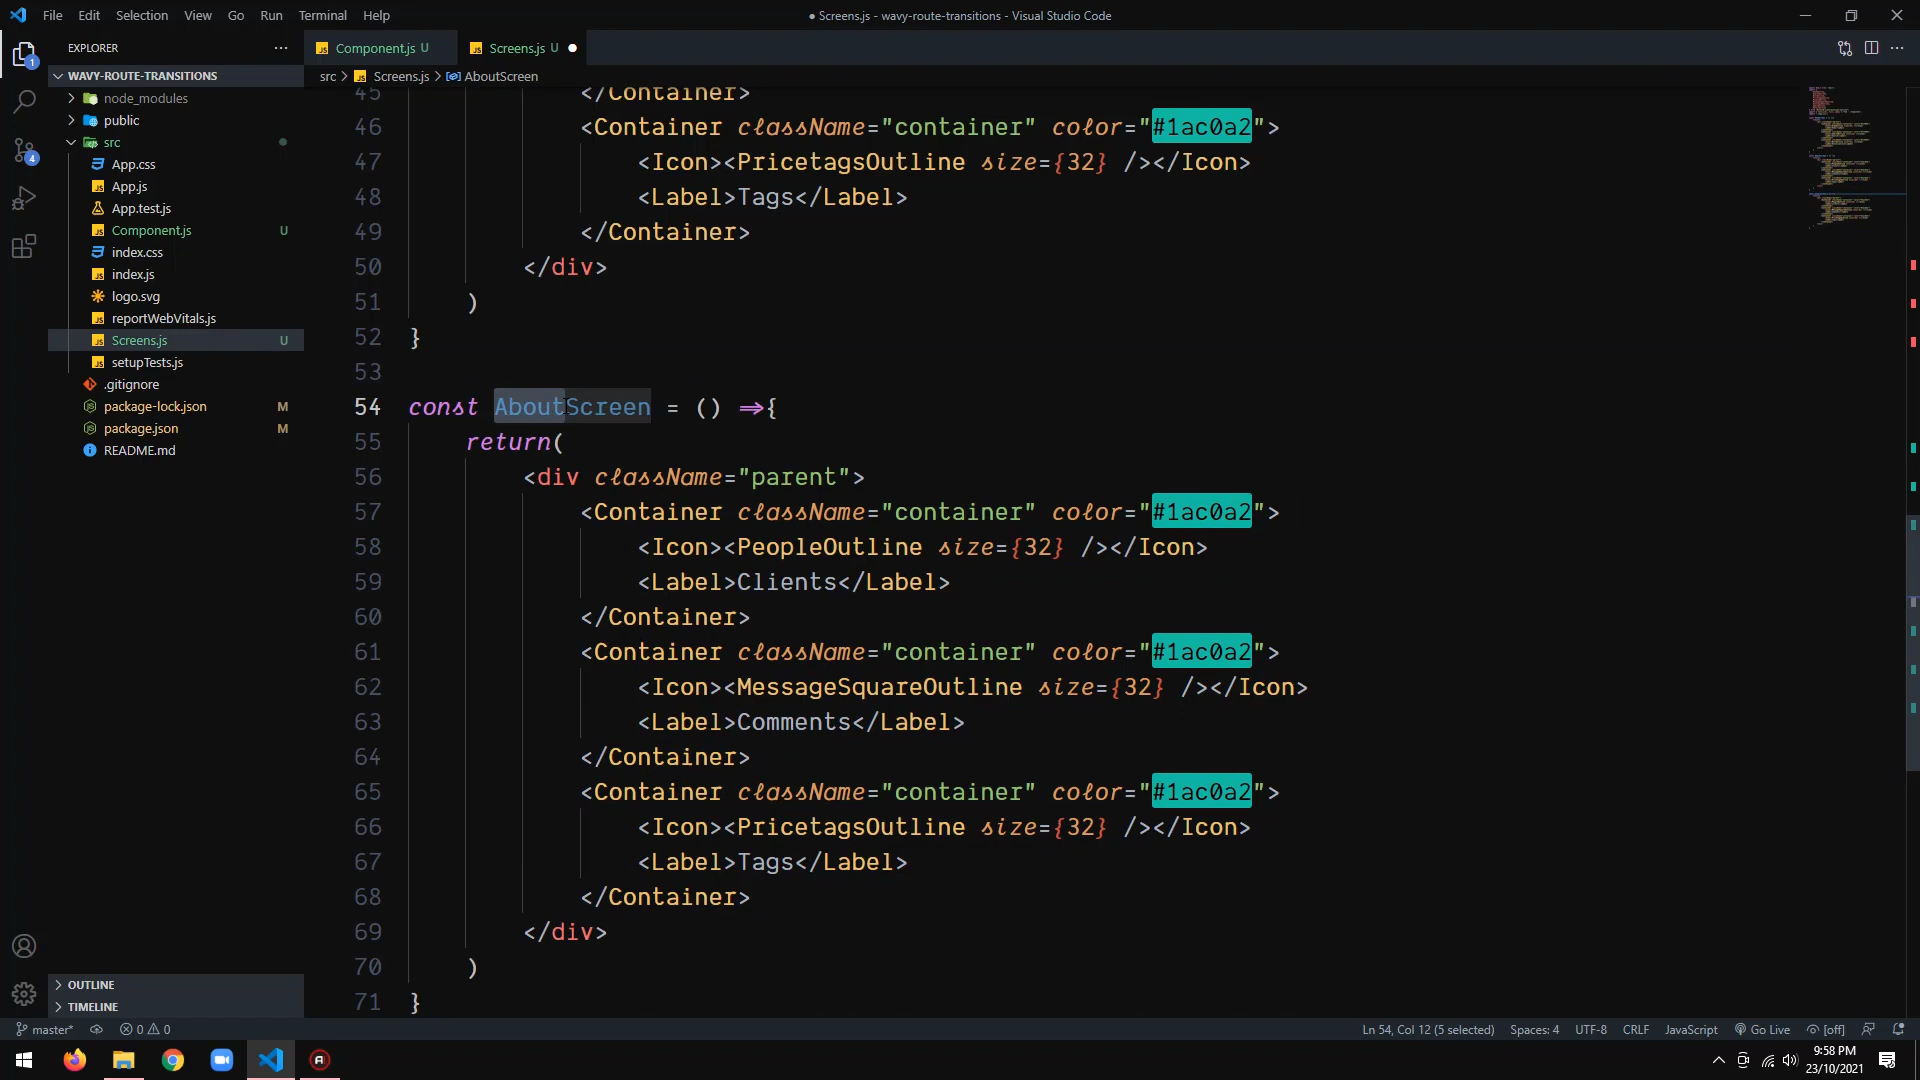 File Edit Selection View Go Run Terminal Help
● Screens.js - wavy-route-transitions - Visual Studio Code
EXPLORER
Component.js U
Screens.js U
WAVY-ROUTE-TRANSITIONS
src > Screens.js > AboutScreen
node_modules
public
src
App.css
App.js
App.test.js
Component.js U
index.css
index.js
logo.svg
reportWebVitals.js
Screens.js U
setupTests.js
.gitignore
package-lock.json M
package.json M
README.md
OUTLINE
TIMELINE
1
4
45 </Container>
46 <Container className="container" color="#1ac0a2">
47 <Icon><PricetagsOutline size={32} /></Icon>
48 <Label>Tags</Label>
49 </Container>
50 </div>
51 )
52 }
53
54 const AboutScreen = () =>{
55 return(
56 <div className="parent">
57 <Container className="container" color="#1ac0a2">
58 <Icon><PeopleOutline size={32} /></Icon>
59 <Label>Clients</Label>
60 </Container>
61 <Container className="container" color="#1ac0a2">
62 <Icon><MessageSquareOutline size={32} /></Icon>
63 <Label>Comments</Label>
64 </Container>
65 <Container className="container" color="#1ac0a2">
66 <Icon><PricetagsOutline size={32} /></Icon>
67 <Label>Tags</Label>
68 </Container>
69 </div>
70 )
71 }
master* 0 0
Ln 54, Col 12 (5 selected) Spaces: 4 UTF-8 CRLF JavaScript Go Live [off]
9:58 PM
23/10/2021